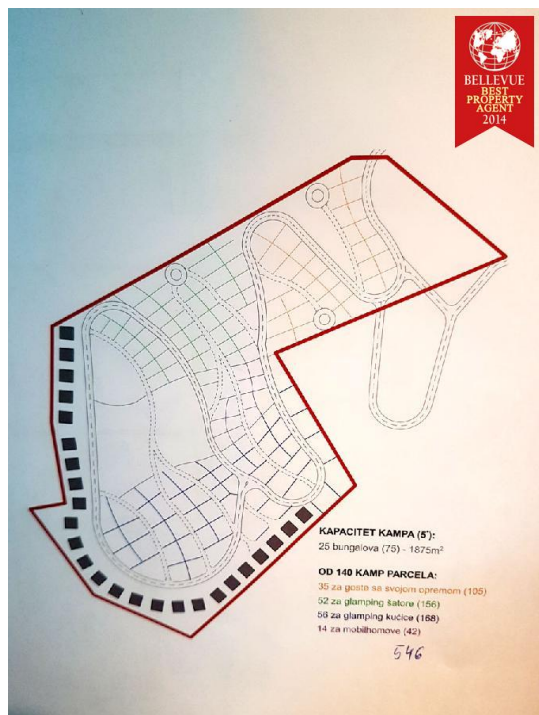 BELLEVUE
BEST
PROPERTY
AGENT
2014
KAPACITET KAMPA (5*):
25 bungalova (75) - 1875m²
OD 140 KAMP PARCELA:
35 za goste sa svojom opremom (105)
52 za glamping šatore (156)
56 za glamping kućice (168)
14 za mobilhomove (42)
546